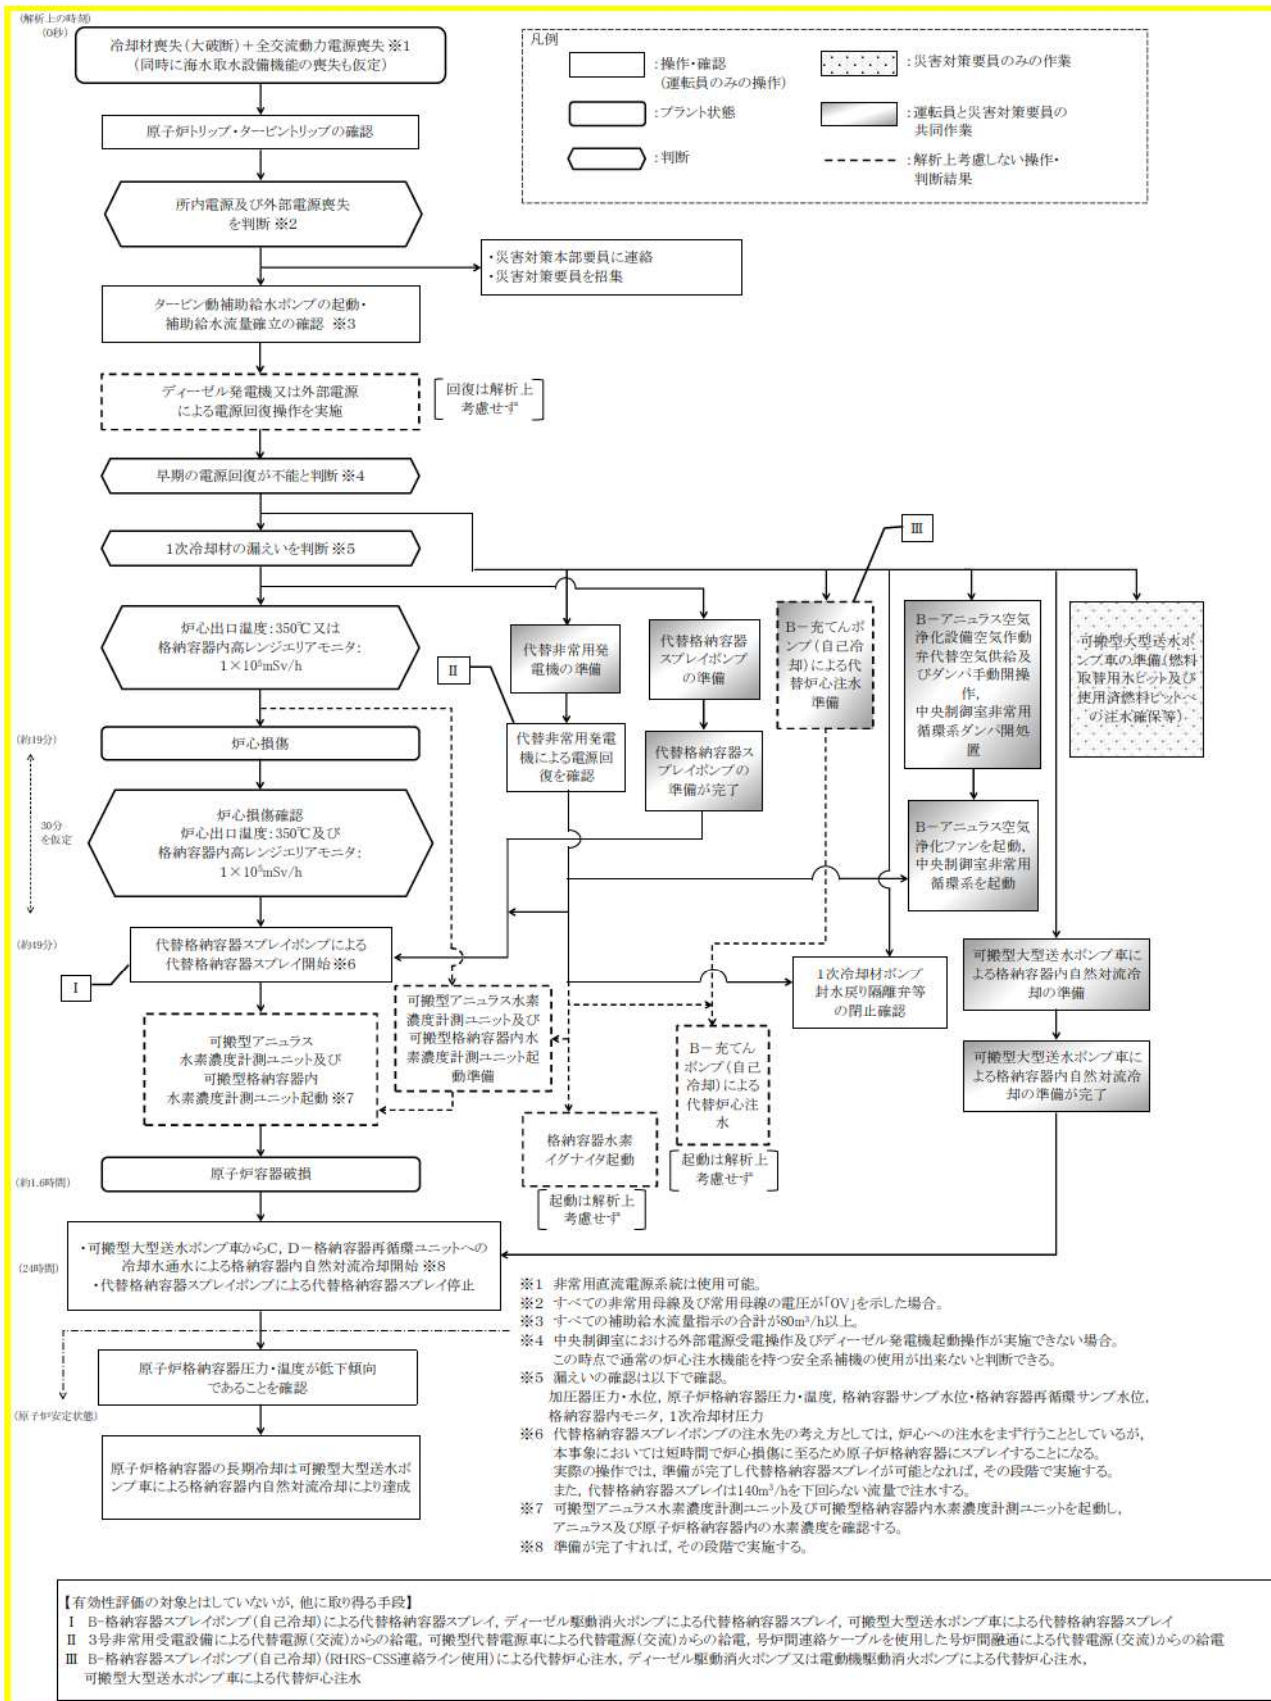 (解析上の時刻)
(0秒)
冷却材喪失(大破断)+全交流動力電源喪失※1
(同時に海水取水設備機能の喪失も仮定)
凡例
:操作・確認
(運転員のみの操作)
:プラント状態
:判断
:災害対策要員のみの作業
:運転員と災害対策要員の
共同作業
:解析上考慮しない操作・
判断結果
原子炉トリップ・タービントリップの確認
所内電源及び外部電源喪失
を判断※2
・災害対策本部要員に連絡
・災害対策要員を招集
タービン動補助給水ポンプの起動・
補助給水流量確立の確認 ※3
ディーゼル発電機又は外部電源
による電源回復操作を実施
回復は解析上
考慮せず
早期の電源回復が不能と判断※4
1次冷却材の漏えいを判断※5
Ⅲ
炉心出口温度:350℃又は
格納容器内高レンジエリアモニタ:
1×10⁵mSv/h
Ⅱ
代替非常用発
電機の準備
代替格納容器
スプレイポンプ
の準備
B-充てんポン
プ(自己冷
却)による代
替炉心注水
準備
B-アニュラス空気
浄化設備空気作動
弁代替空気供給及
びダンパ手動開操
作,
中央制御室非常用
循環系ダンパ開処
置
可搬型大型送水ポ
ンプ車の準備(燃料
取替用水ピット及び
使用済燃料ピットへ
の注水確保等)
(約19分)
炉心損傷
代替非常用発電
機による電源回
復を確認
代替格納容器ス
プレイポンプの
準備が完了
30分
を仮定
炉心損傷確認
炉心出口温度:350℃及び
格納容器内高レンジエリアモニタ:
1×10⁵mSv/h
B-アニュラス空気
浄化ファンを起動,
中央制御室非常用
循環系を起動
(約49分)
代替格納容器スプレイポンプによる
代替格納容器スプレイ開始※6
Ⅰ
可搬型アニュラス水素
濃度計測ユニット及び
可搬型格納容器内水
素濃度計測ユニット起
動準備
1次冷却材ポンプ
封水戻り隔離弁等
の閉止確認
可搬型大型送水ポンプ車
による格納容器内自然対流冷
却の準備
可搬型アニュラス
水素濃度計測ユニット及び
可搬型格納容器内
水素濃度計測ユニット起動※7
B-充てん
ポンプ(自己
冷却)による
代替炉心注
水
可搬型大型送水ポンプ車に
よる格納容器内自然対流冷
却の準備が完了
格納容器水素
イグナイタ起動
起動は解析上
考慮せず
起動は解析上
考慮せず
(約1.6時間)
原子炉容器破損
(24時間)
・可搬型大型送水ポンプ車からC,D-格納容器再循環ユニットへの
冷却水通水による格納容器内自然対流冷却開始 ※8
・代替格納容器スプレイポンプによる代替格納容器スプレイ停止
原子炉格納容器圧力・温度が低下傾向
であることを確認
(原子炉安定状態)
原子炉格納容器の長期冷却は可搬型大型送水ポ
ンプ車による格納容器内自然対流冷却により達成
※1 非常用直流電源系統は使用可能。
※2 すべての非常用母線及び常用母線の電圧が「0V」を示した場合。
※3 すべての補助給水流量指示の合計が80m³/h以上。
※4 中央制御室における外部電源受電操作及びディーゼル発電機起動操作が実施できない場合。
この時点で通常の炉心注水機能を持つ安全系補機の使用が出来ないと判断できる。
※5 漏えいの確認は以下で確認。
加圧器圧力・水位,原子炉格納容器圧力・温度,格納容器サンプ水位・格納容器再循環サンプ水位,
格納容器内モニタ,1次冷却材圧力
※6 代替格納容器スプレイポンプの注水先の考え方としては,炉心への注水をまず行うこととしているが,
本事象においては短時間で炉心損傷に至るため原子炉格納容器にスプレイすることになる。
実際の操作では,準備が完了し代替格納容器スプレイが可能となれば,その段階で実施する。
また,代替格納容器スプレイは140m³/hを下回らない流量で注水する。
※7 可搬型アニュラス水素濃度計測ユニット及び可搬型格納容器内水素濃度計測ユニットを起動し,
アニュラス及び原子炉格納容器内の水素濃度を確認する。
※8 準備が完了すれば,その段階で実施する。
【有効性評価の対象とはしていないが,他に取り得る手段】
Ⅰ B-格納容器スプレイポンプ(自己冷却)による代替格納容器スプレイ,ディーゼル駆動消火ポンプによる代替格納容器スプレイ,可搬型大型送水ポンプ車による代替格納容器スプレイ
Ⅱ 3号非常用受電設備による代替電源(交流)からの給電,可搬型代替電源車による代替電源(交流)からの給電,号炉間連絡ケーブルを使用した号炉間融通による代替電源(交流)からの給電
Ⅲ B-格納容器スプレイポンプ(自己冷却)(RHRS-CSS連絡ライン使用)による代替炉心注水,ディーゼル駆動消火ポンプ又は電動機駆動消火ポンプによる代替炉心注水,
可搬型大型送水ポンプ車による代替炉心注水